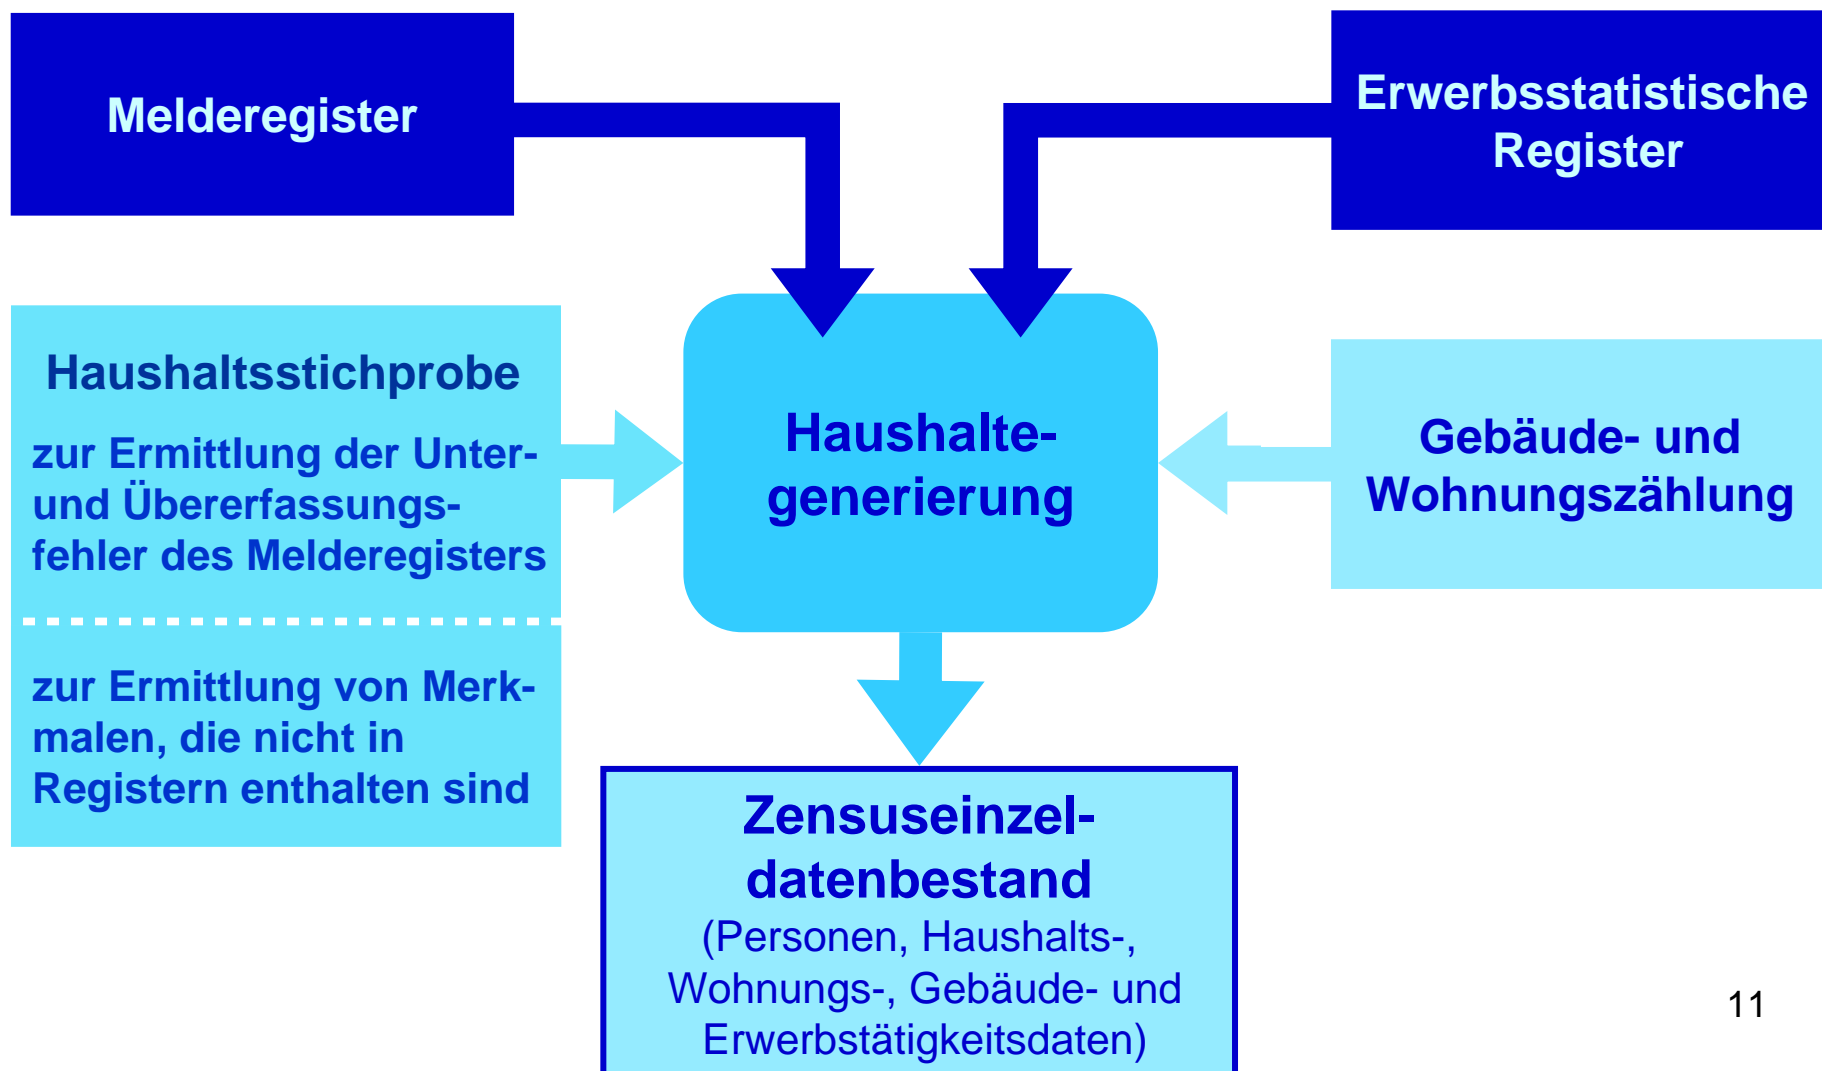 Melderegister
Erwerbsstatistische
Register
Haushaltsstichprobe
zur Ermittlung der Unter-
und Übererfassungs-
fehler des Melderegisters
zur Ermittlung von Merk-
malen, die nicht in
Registern enthalten sind
Haushalte-
generierung
Gebäude- und
Wohnungszählung
Zensuseinzel-
datenbestand
(Personen, Haushalts-,
Wohnungs-, Gebäude- und
Erwerbstätigkeitsdaten)
11